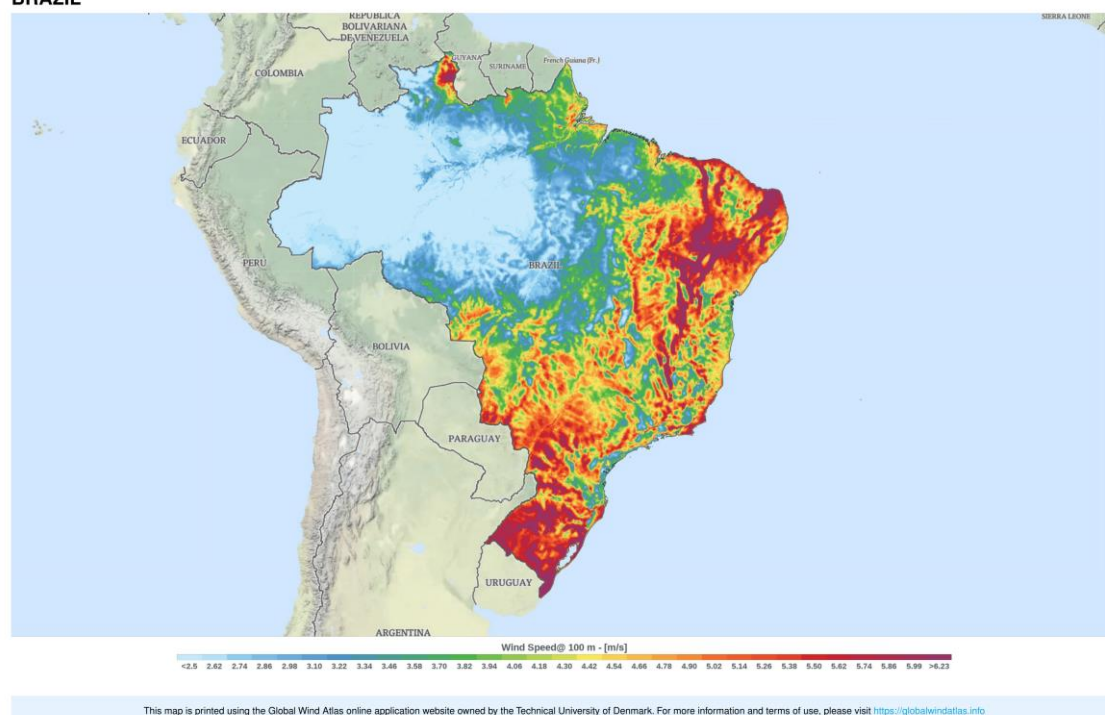 BRAZIL
SIERRA LEONE
REPÚBLICA
BOLIVARIANA
DE VENEZUELA
GUYANA
SURINAME
French Guiana (Fr.)
COLOMBIA
ECUADOR
PERU
BRAZIL
BOLIVIA
PARAGUAY
URUGUAY
ARGENTINA
Wind Speed@ 100 m - [m/s]
<2.5 2.62 2.74 2.86 2.98 3.10 3.22 3.34 3.46 3.58 3.70 3.82 3.94 4.06 4.18 4.30 4.42 4.54 4.66 4.78 4.90 5.02 5.14 5.26 5.38 5.50 5.62 5.74 5.86 5.99 >6.23
This map is printed using the Global Wind Atlas online application website owned by the Technical University of Denmark. For more information and terms of use, please visit https://globalwindatlas.info